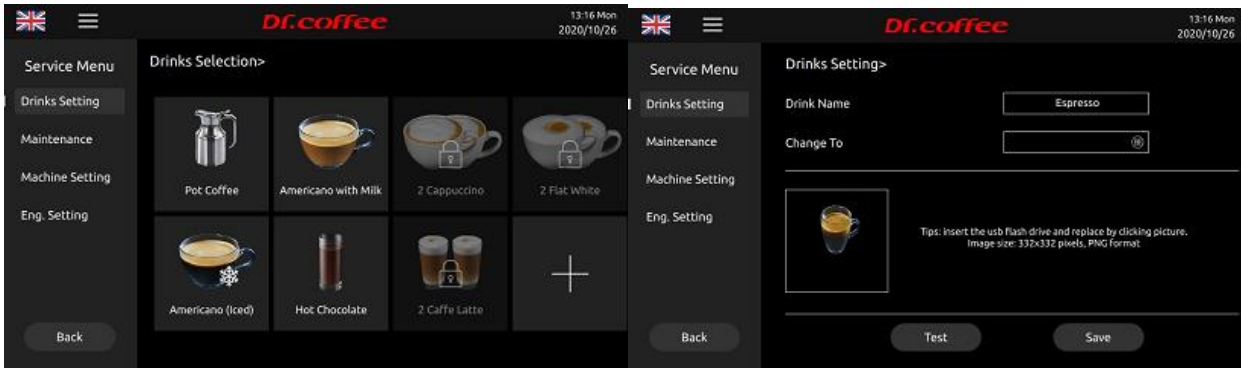 Dr.coffee
13:16 Mon
2020/10/26
Service Menu
Drinks Setting
Maintenance
Machine Setting
Eng. Setting
Back
Drinks Selection>
Pot Coffee
Americano with Milk
2 Cappuccino
2 Flat White
Americano (Iced)
Hot Chocolate
2 Caffe Latte
Dr.coffee
13:16 Mon
2020/10/26
Service Menu
Drinks Setting
Maintenance
Machine Setting
Eng. Setting
Back
Drinks Setting>
Drink Name
Espresso
Change To
Tips: insert the usb flash drive and replace by clicking picture.
Image size: 332x332 pixels, PNG format
Test
Save